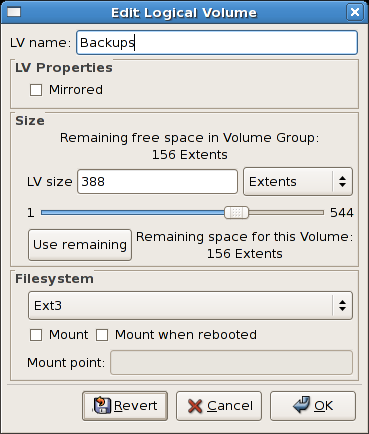 Edit Logical Volume
LV name: Backups
LV Properties
Mirrored
Size
Remaining free space in Volume Group:
156 Extents
LV size 388 Extents
1 544
Use remaining
Remaining space for this Volume:
156 Extents
Filesystem
Ext3
Mount Mount when rebooted
Mount point:
Revert Cancel OK